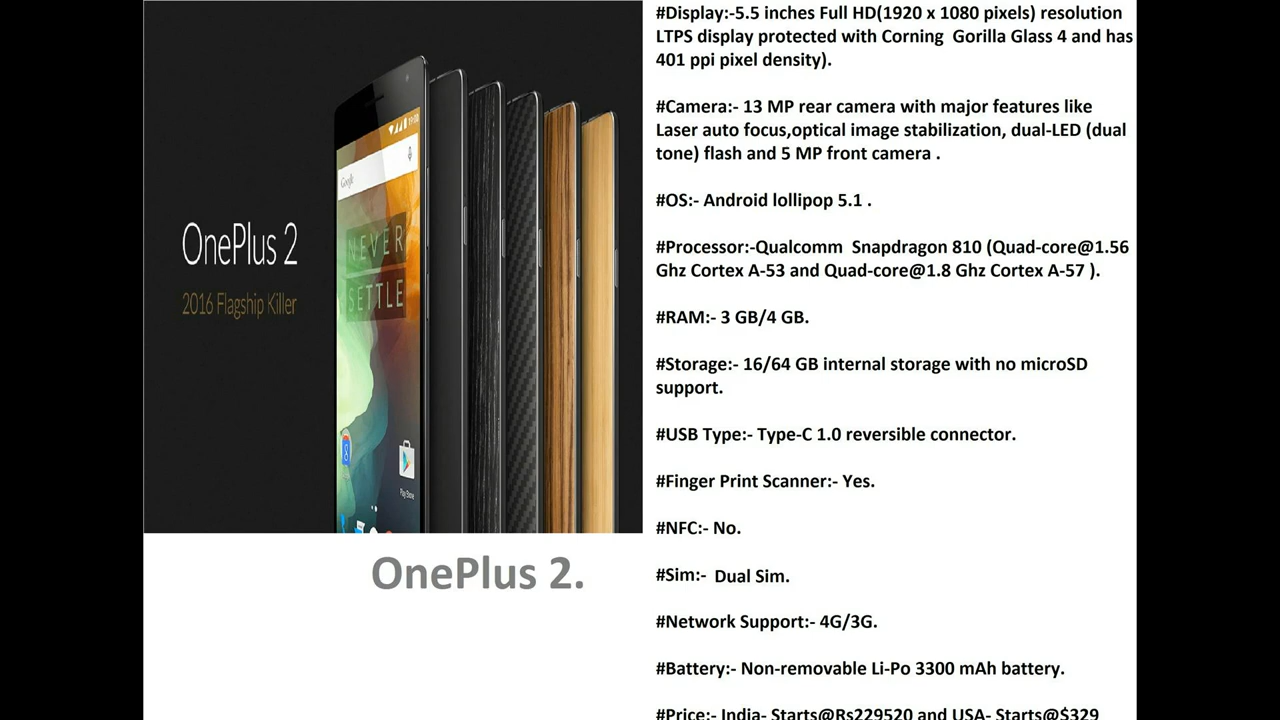 OnePlus 2
2016 Flagship Killer
19:08
Google
NEVER
SETTLE
Play Store
OnePlus 2.
#Display:-5.5 inches Full HD(1920 x 1080 pixels) resolution
LTPS display protected with Corning  Gorilla Glass 4 and has
401 ppi pixel density).
#Camera:- 13 MP rear camera with major features like
Laser auto focus,optical image stabilization, dual-LED (dual
tone) flash and 5 MP front camera .
#OS:- Android lollipop 5.1 .
#Processor:-Qualcomm  Snapdragon 810 (Quad-core@1.56
Ghz Cortex A-53 and Quad-core@1.8 Ghz Cortex A-57 ).
#RAM:- 3 GB/4 GB.
#Storage:- 16/64 GB internal storage with no microSD
support.
#USB Type:- Type-C 1.0 reversible connector.
#Finger Print Scanner:- Yes.
#NFC:- No.
#Sim:-  Dual Sim.
#Network Support:- 4G/3G.
#Battery:- Non-removable Li-Po 3300 mAh battery.
#Price:- India- Starts@Rs229520 and USA- Starts@$329